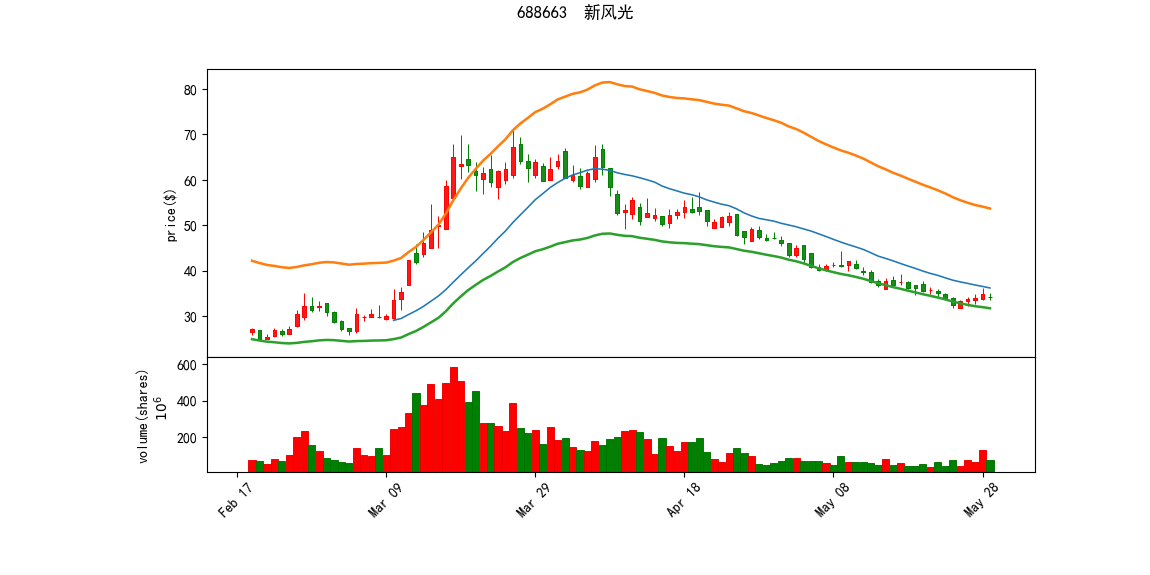 688663 新风光
80
70
60
50
40
30
price($)
600
400
200
volume(shares)
10^6
Feb 17
Mar 09
Mar 29
Apr 18
May 08
May 28